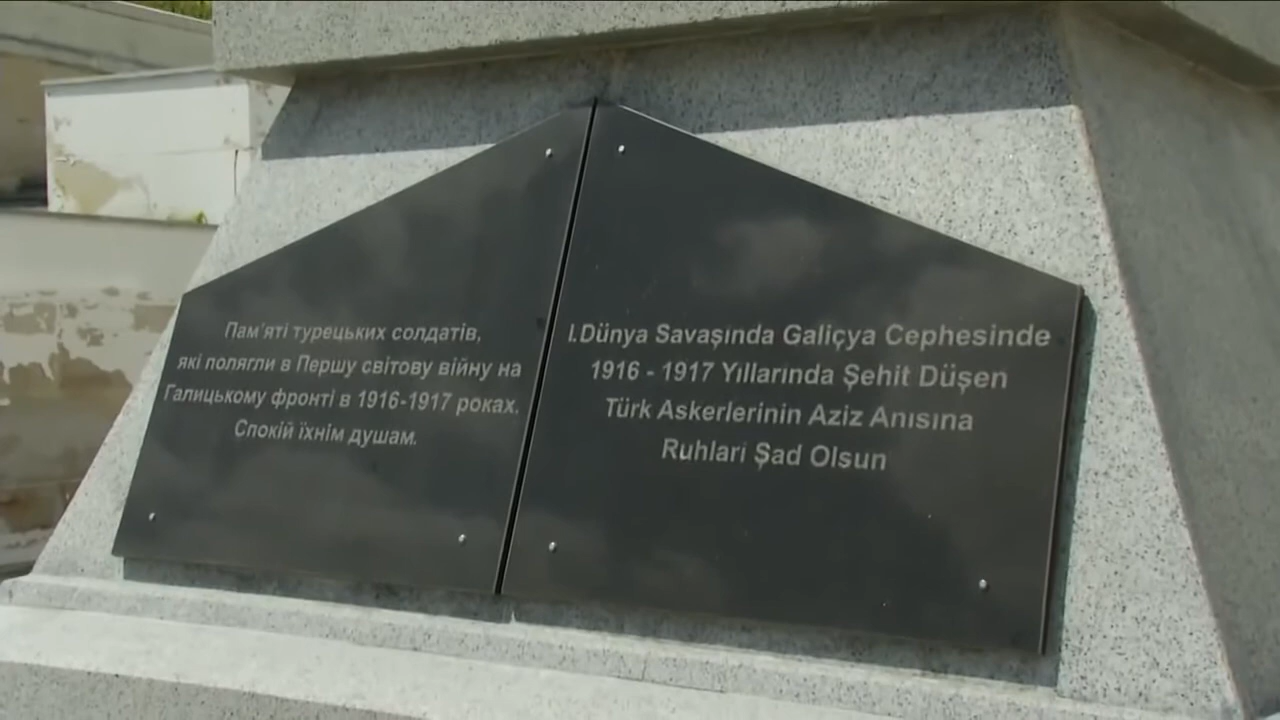 Пам'яті турецьких солдатів,
які полягли в Першу світову війну на
Галицькому фронті в 1916-1917 роках.
Спокій їхнім душам.
I.Dünya Savaşında Galiçya Cephesinde
1916 - 1917 Yıllarında Şehit Düşen
Türk Askerlerinin Aziz Anısına
Ruhları Şad Olsun